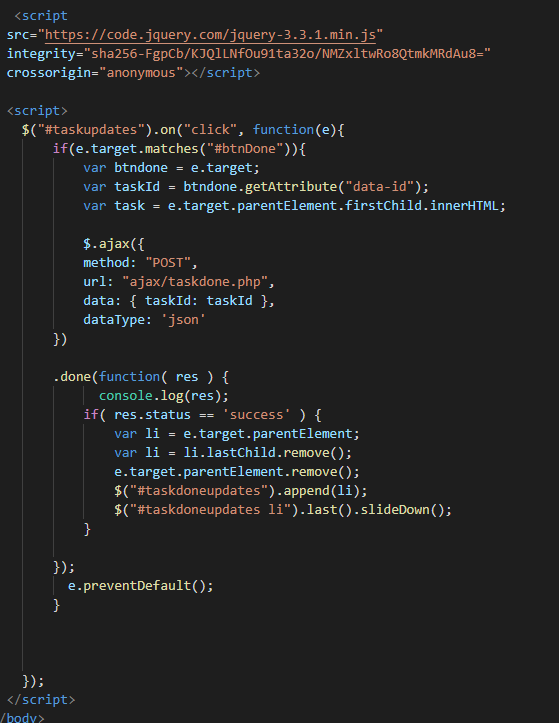 <script
src="https://code.jquery.com/jquery-3.3.1.min.js"
integrity="sha256-FgpCb/KJQlLNfOu91ta32o/NMZxltwRo8QtmkMRdAu8="
crossorigin="anonymous"></script>
<script>
$("#taskupdates").on("click", function(e){
if(e.target.matches("#btnDone")){
var btndone = e.target;
var taskId = btndone.getAttribute("data-id");
var task = e.target.parentElement.firstChild.innerHTML;
$.ajax({
method: "POST",
url: "ajax/taskdone.php",
data: { taskId: taskId },
dataType: 'json'
})
.done(function( res ) {
console.log(res);
if( res.status == 'success' ) {
var li = e.target.parentElement;
var li = li.lastChild.remove();
e.target.parentElement.remove();
$("#taskdoneupdates").append(li);
$("#taskdoneupdates li").last().slideDown();
}
});
e.preventDefault();
}
});
</script>
/body>